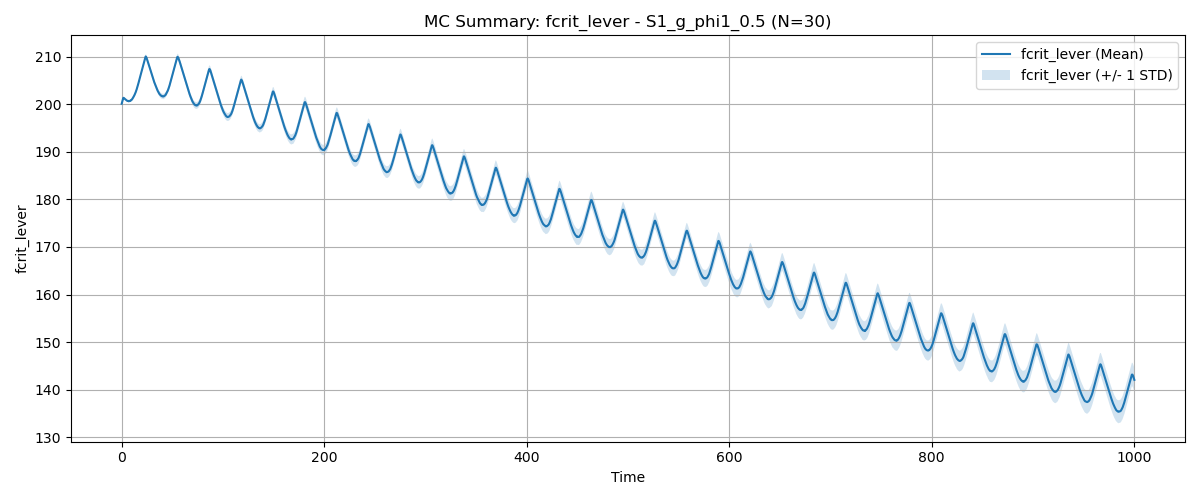 MC Summary: fcrit_lever - S1_g_phi1_0.5 (N=30)
fcrit_lever (Mean)
fcrit_lever (+/- 1 STD)
210
200
190
180
170
160
150
140
130
fcrit_lever
0 200 400 600 800 1000
Time